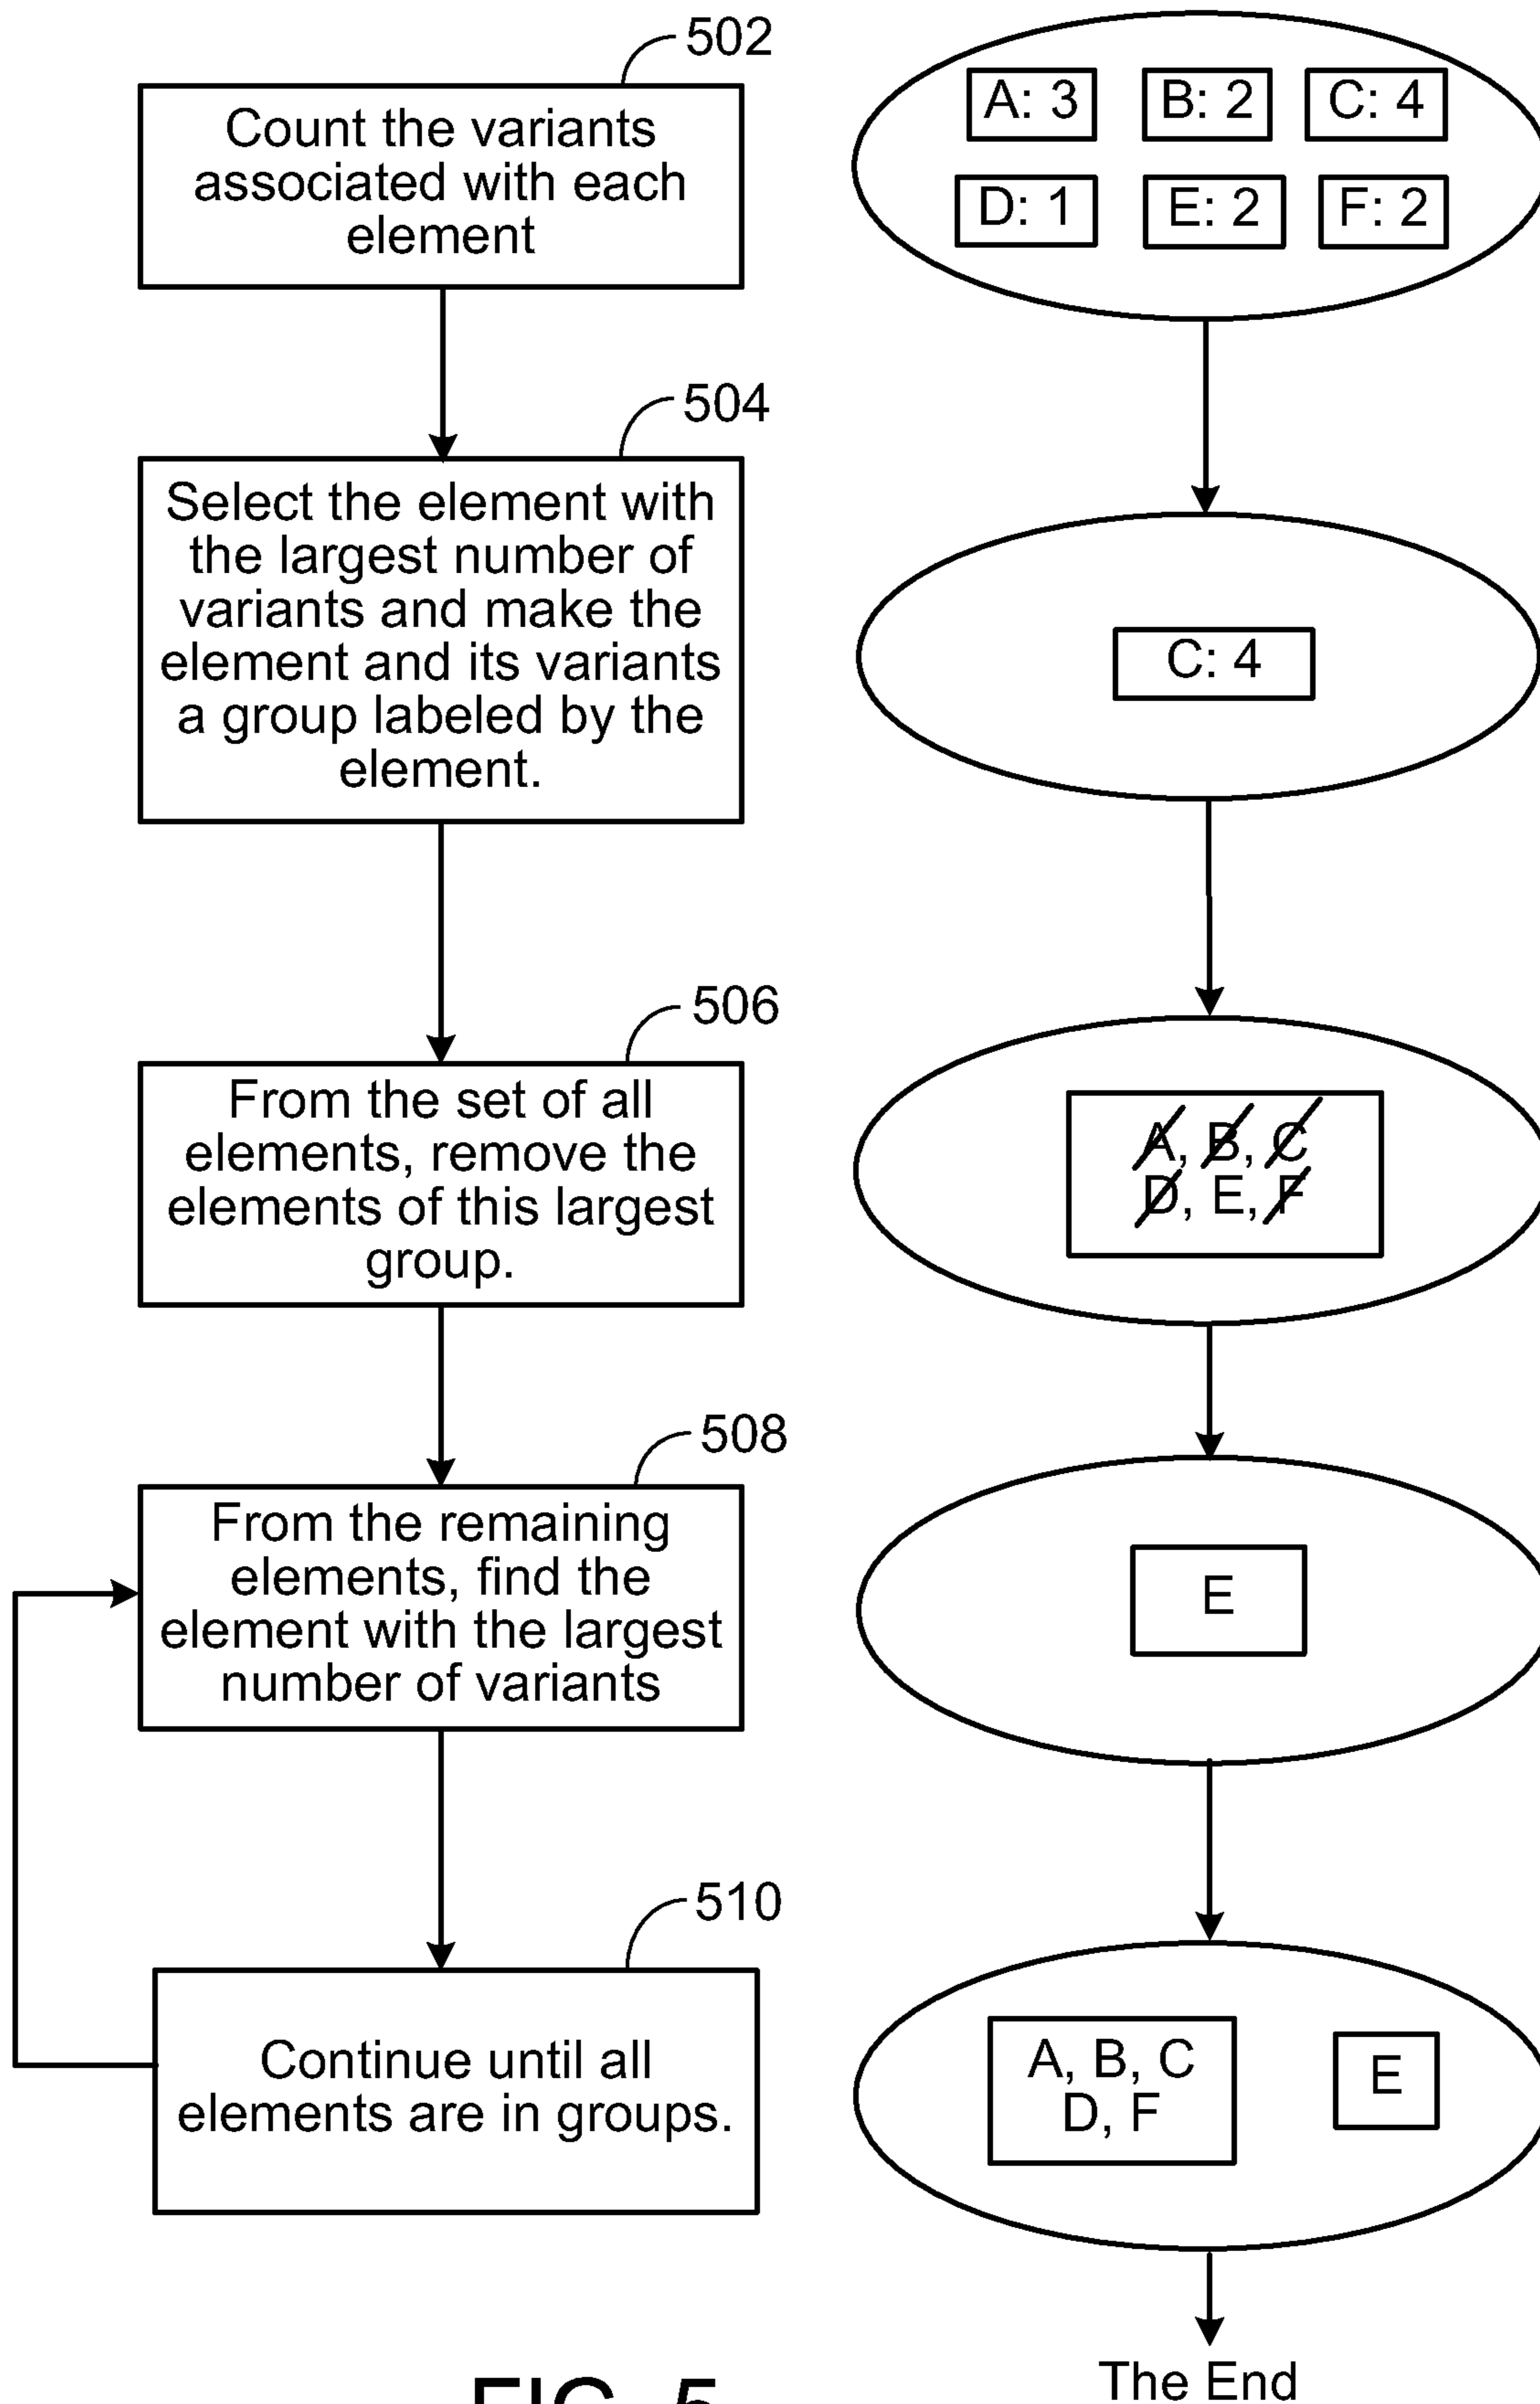 502
Count the variants
associated with each
element
A: 3
B: 2
C: 4
D: 1
E: 2
F: 2
504
Select the element with
the largest number of
variants and make the
element and its variants
a group labeled by the
element.
C: 4
506
From the set of all
elements, remove the
elements of this largest
group.
A, B, C
D, E, F
508
From the remaining
elements, find the
element with the largest
number of variants
E
510
Continue until all
elements are in groups.
A, B, C
D, F
E
The End
FIG. 5